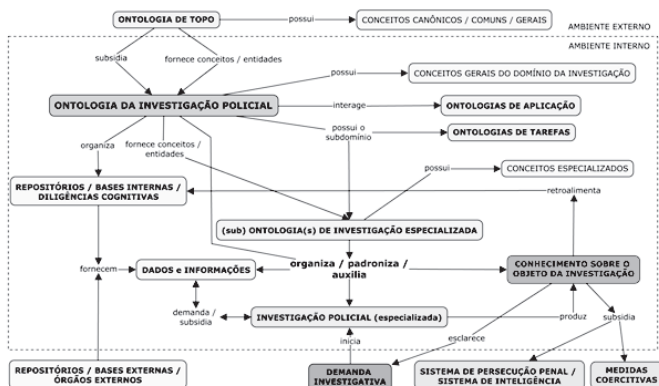 ONTOLOGIA DE TOPO
possui
CONCEITOS CANÔNICOS / COMUNS / GERAIS
AMBIENTE EXTERNO
AMBIENTE INTERNO
subsidia
fornece conceitos / entidades
possui
CONCEITOS GERAIS DO DOMÍNIO DA INVESTIGAÇÃO
ONTOLOGIA DA INVESTIGAÇÃO POLICIAL
interage
ONTOLOGIAS DE APLICAÇÃO
possui o
subdomínio
ONTOLOGIAS DE TAREFAS
organiza
fornece conceitos /
entidades
possui
CONCEITOS ESPECIALIZADOS
REPOSITÓRIOS / BASES INTERNAS /
DILIGÊNCIAS COGNITIVAS
retroalimenta
(sub) ONTOLOGIA(S) DE INVESTIGAÇÃO ESPECIALIZADA
fornecem
DADOS e INFORMAÇÕES
organiza / padroniza /
auxilia
CONHECIMENTO SOBRE O
OBJETO DA INVESTIGAÇÃO
demanda /
subsidia
INVESTIGAÇÃO POLICIAL (especializada)
produz
subsidia
inicia
esclarece
REPOSITÓRIOS / BASES EXTERNAS /
ÓRGÃOS EXTERNOS
DEMANDA
INVESTIGATIVA
SISTEMA DE PERSECUÇÃO PENAL /
SISTEMA DE INTELIGÊNCIA
MEDIDAS
COERCITIVAS